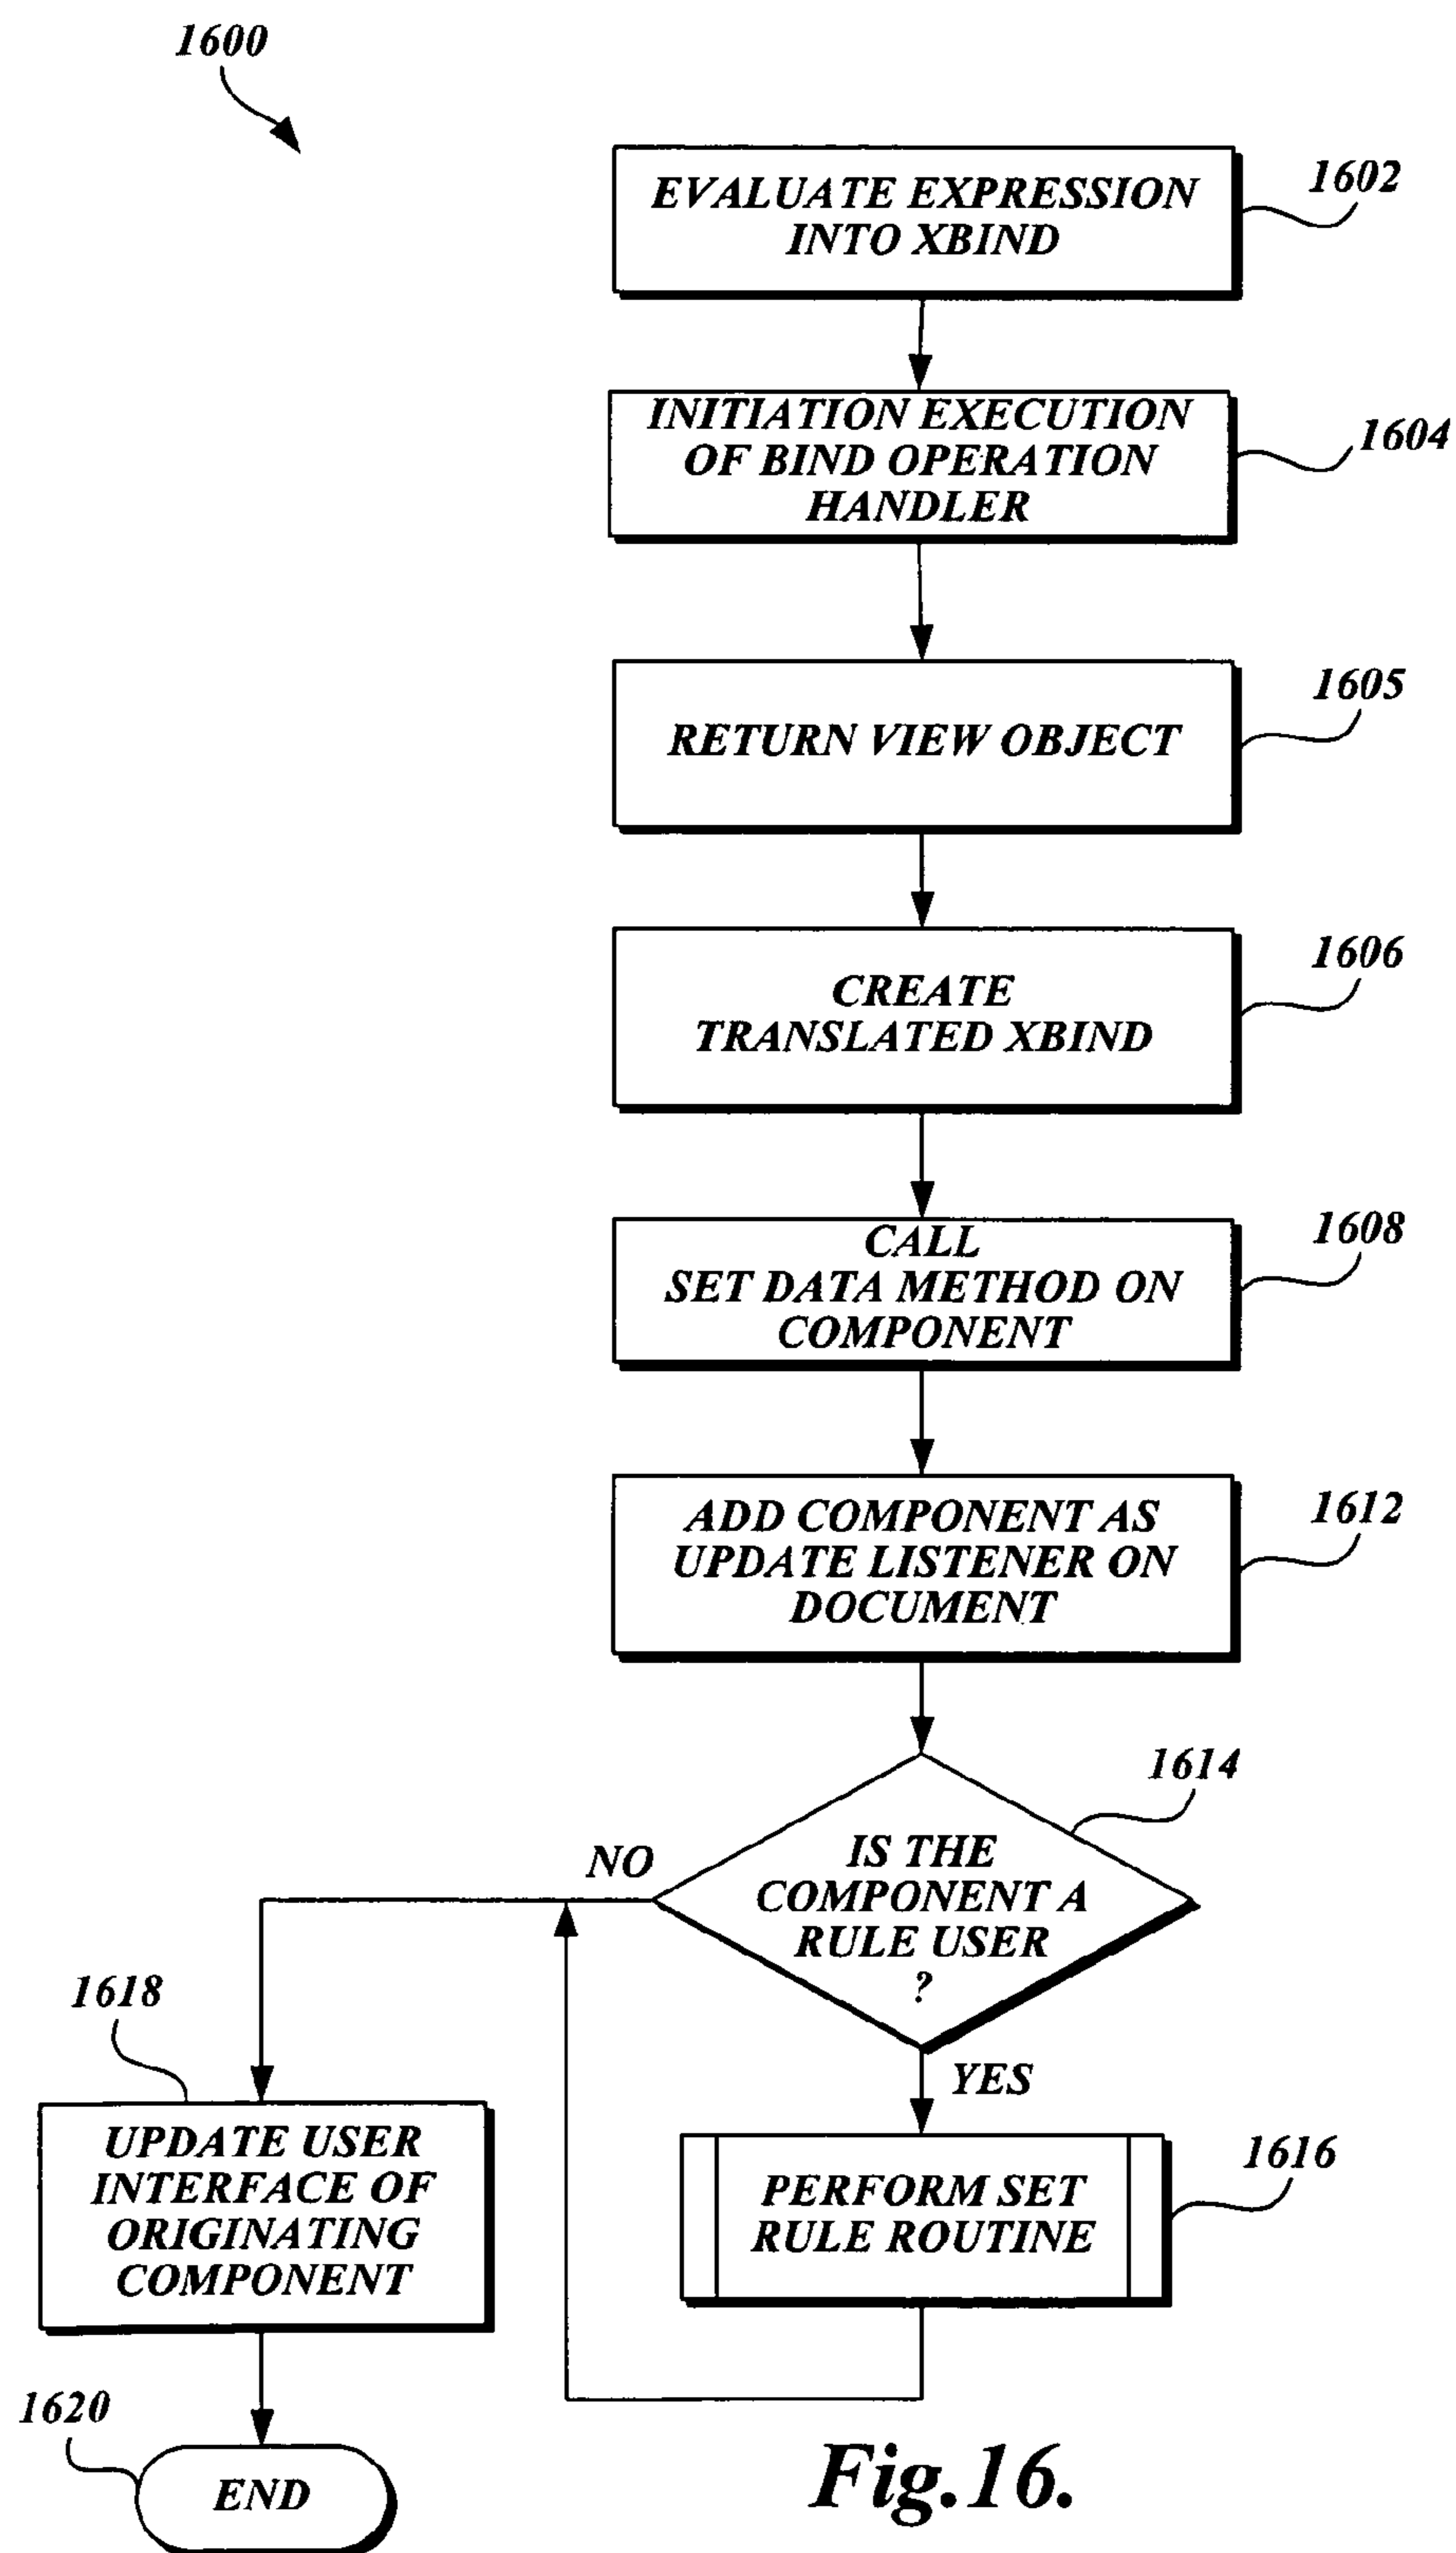 1600
EVALUATE EXPRESSION
INTO XBIND
1602
INITIATION EXECUTION
OF BIND OPERATION
HANDLER
1604
RETURN VIEW OBJECT
1605
CREATE
TRANSLATED XBIND
1606
CALL
SET DATA METHOD ON
COMPONENT
1608
ADD COMPONENT AS
UPDATE LISTENER ON
DOCUMENT
1612
1614
IS THE
COMPONENT A
RULE USER
?
NO
YES
1618
UPDATE USER
INTERFACE OF
ORIGINATING
COMPONENT
PERFORM SET
RULE ROUTINE
1616
1620
END
Fig.16.